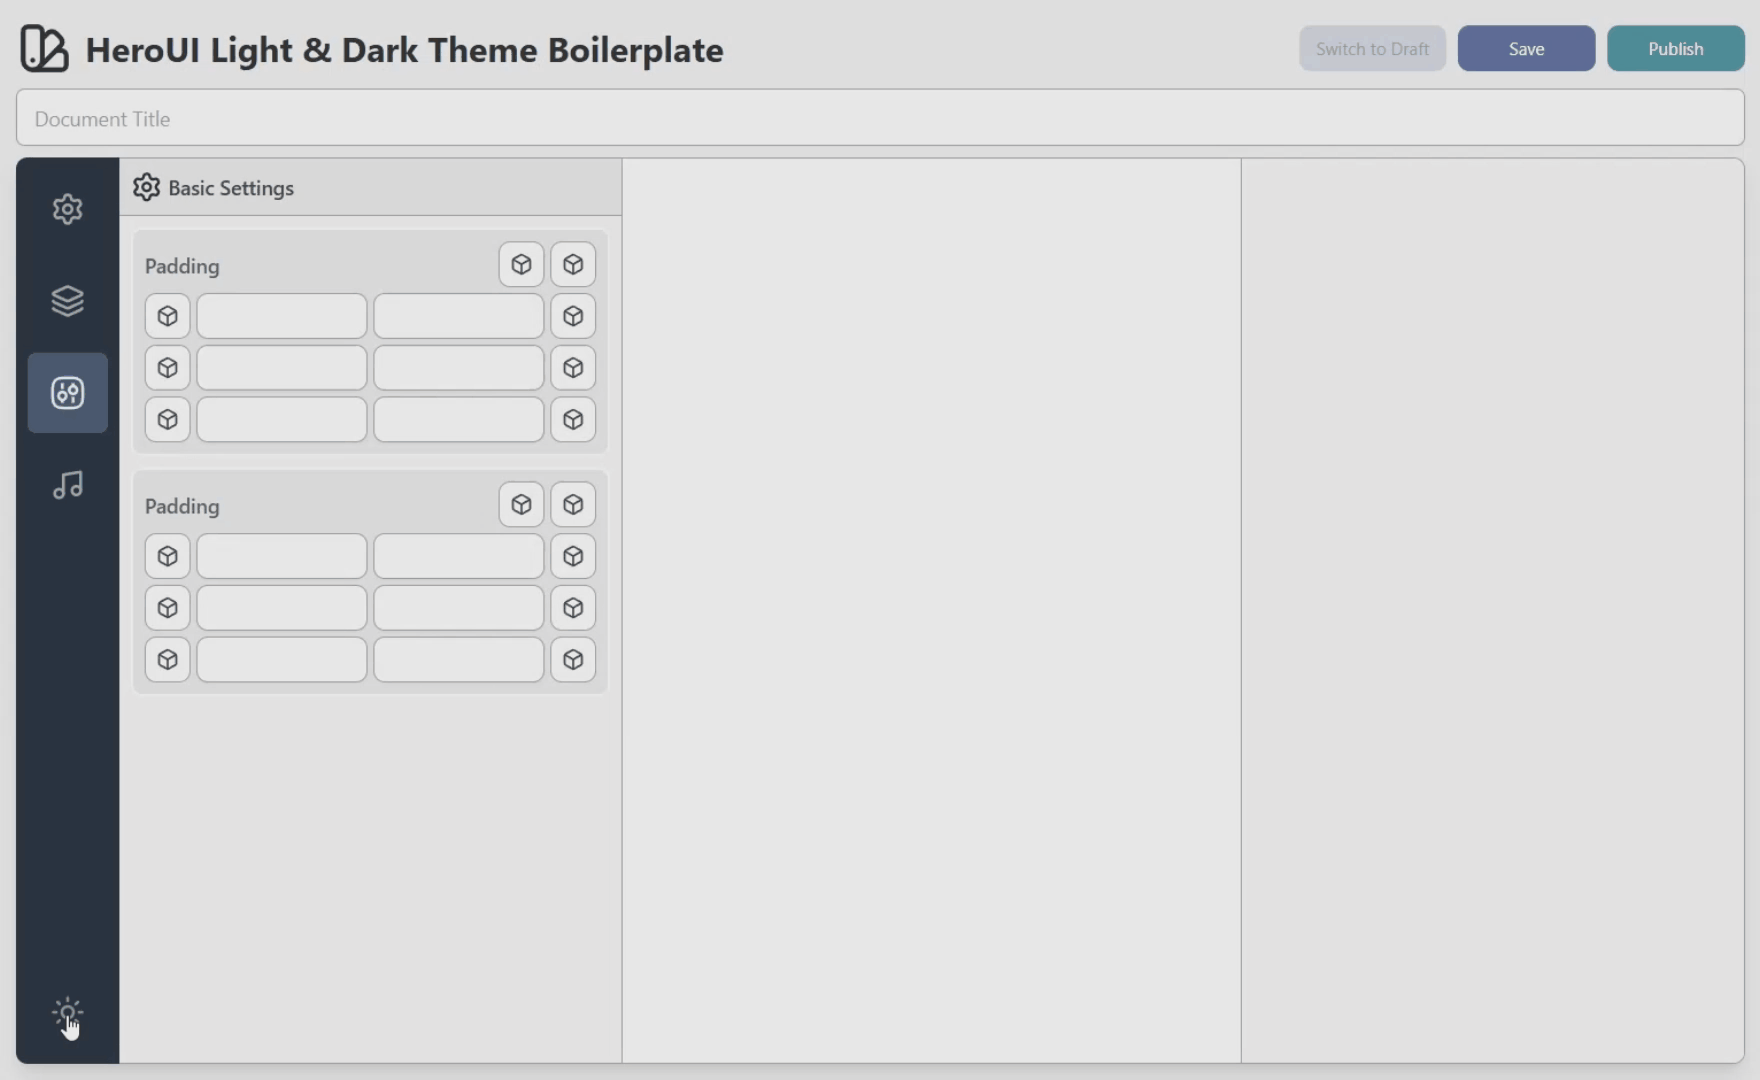 HeroUI Light & Dark Theme Boilerplate
Switch to Draft
Save
Publish
Document Title
Basic Settings
Padding
Padding